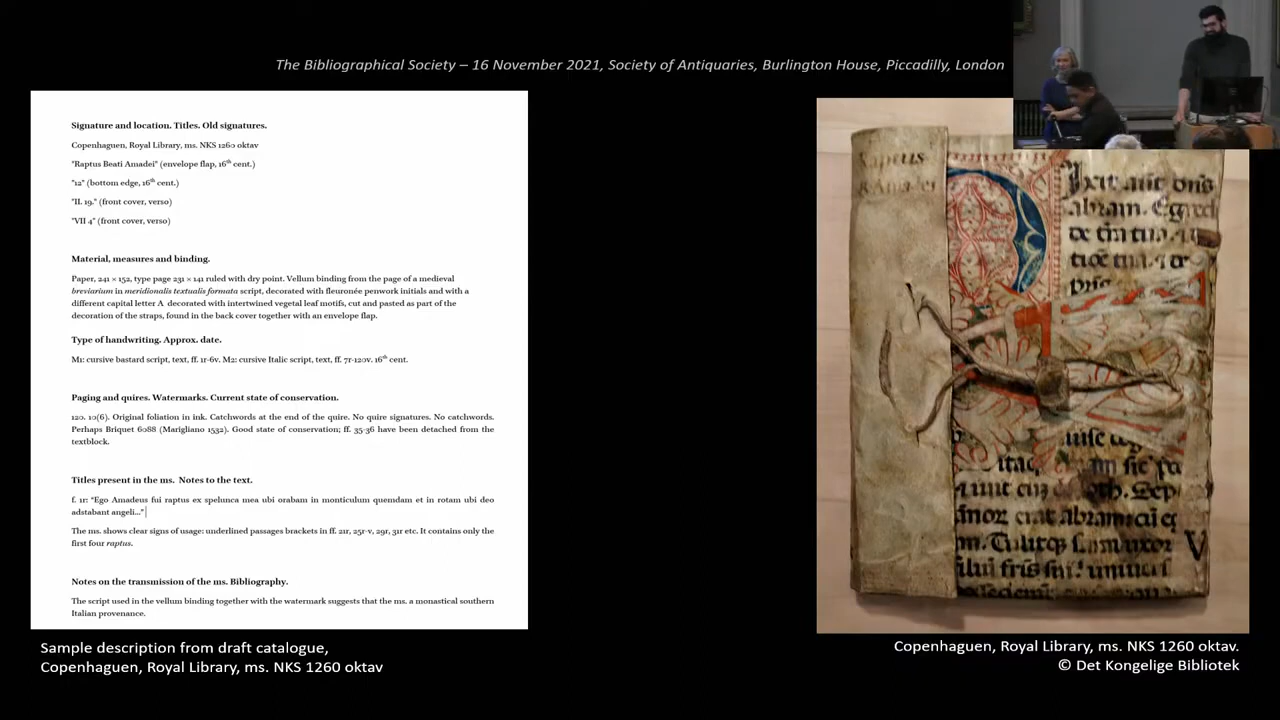 The Bibliographical Society – 16 November 2021, Society of Antiquaries, Burlington House, Piccadilly, London
Signature and location. Titles. Old signatures.
Copenhaguen, Royal Library, ms. NKS 1260 oktav
"Raptus Beati Amadei" (envelope flap, 16th cent.)
"12" (bottom edge, 16th cent.)
"II. 19." (front cover, verso)
"VII 4" (front cover, verso)
Material, measures and binding.
Paper, 241 × 152, type page 231 × 141 ruled with dry point. Vellum binding from the page of a medieval
breviarium in meridionalis textualis formata script, decorated with fleuronée penwork initials and with a
different capital letter A decorated with intertwined vegetal leaf motifs, cut and pasted as part of the
decoration of the straps, found in the back cover together with an envelope flap.
Type of handwriting. Approx. date.
M1: cursive bastard script, text, ff. 1r-6v. M2: cursive Italic script, text, ff. 7r-120v. 16th cent.
Paging and quires. Watermarks. Current state of conservation.
120. 10(6). Original foliation in ink. Catchwords at the end of the quire. No quire signatures. No catchwords.
Perhaps Briquet 6088 (Marigliano 1532). Good state of conservation; ff. 35-36 have been detached from the
textblock.
Titles present in the ms. Notes to the text.
f. 1r: "Ego Amadeus fui raptus ex spelunca mea ubi orabam in monticulum quemdam et in rotam ubi deo
adstabant angeli..."
The ms. shows clear signs of usage: underlined passages brackets in ff. 21r, 25r-v, 29r, 31r etc. It contains only the
first four raptus.
Notes on the transmission of the ms. Bibliography.
The script used in the vellum binding together with the watermark suggests that the ms. a monastical southern
Italian provenance.
Sample description from draft catalogue,
Copenhaguen, Royal Library, ms. NKS 1260 oktav
Raptus
abram. Egred
Copenhaguen, Royal Library, ms. NKS 1260 oktav.
© Det Kongelige Bibliotek